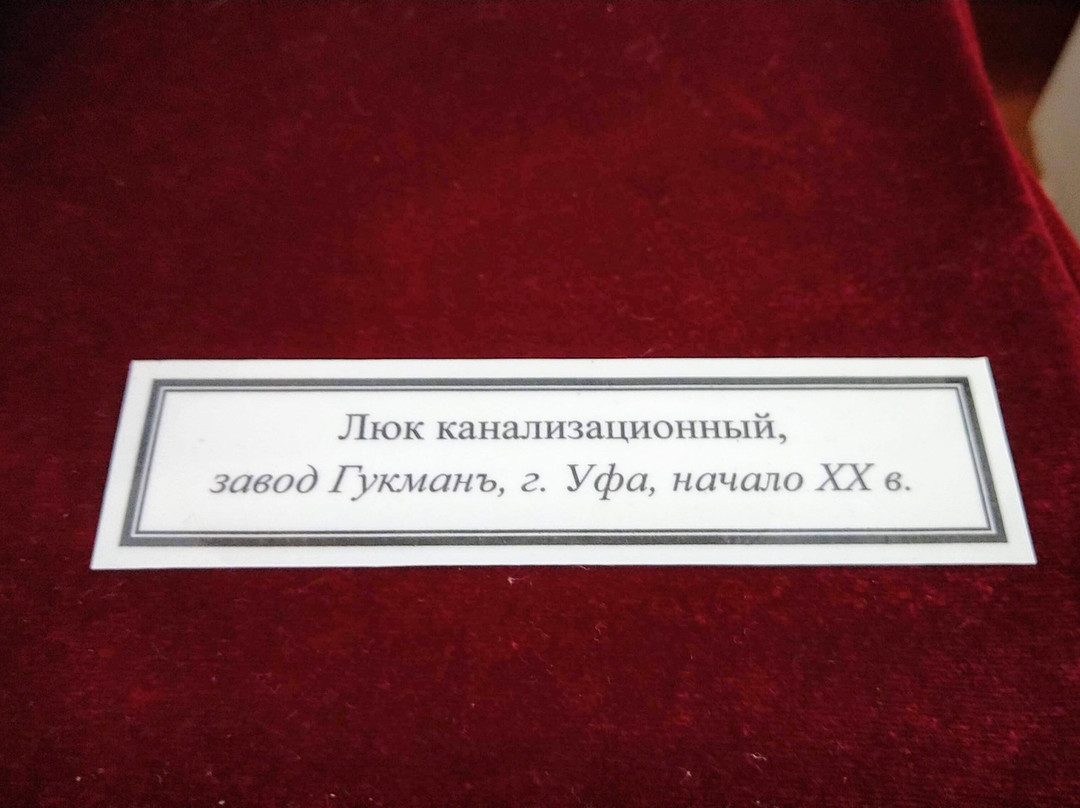 Люк канализационный,
завод Гукманъ, г. Уфа, начало XX в.